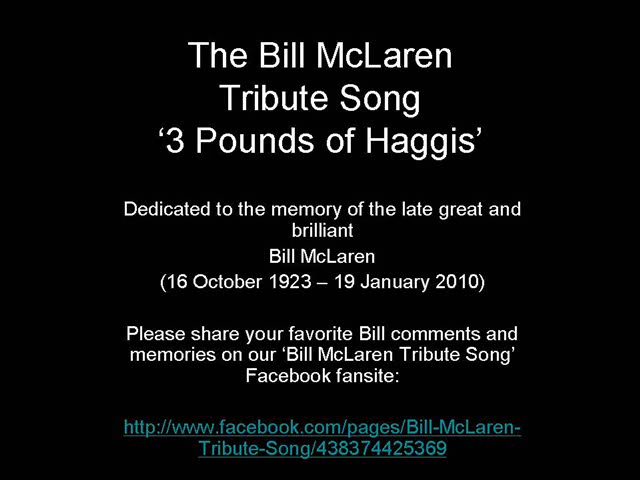 The Bill McLaren
Tribute Song
‘3 Pounds of Haggis’
Dedicated to the memory of the late great and
brilliant
Bill McLaren
(16 October 1923 – 19 January 2010)
Please share your favorite Bill comments and
memories on our ‘Bill McLaren Tribute Song’
Facebook fansite:
http://www.facebook.com/pages/Bill-McLaren-
Tribute-Song/438374425369